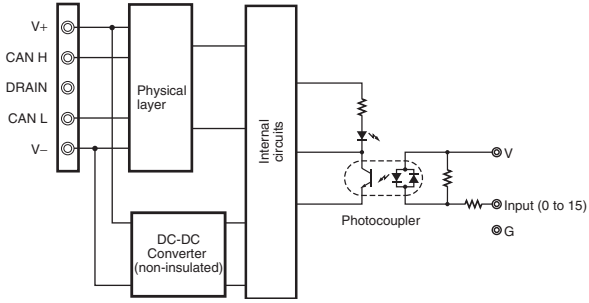 V+
CAN H
DRAIN
CAN L
V−
Physical
layer
DC-DC
Converter
(non-insulated)
Internal
circuits
Photocoupler
V
Input (0 to 15)
G